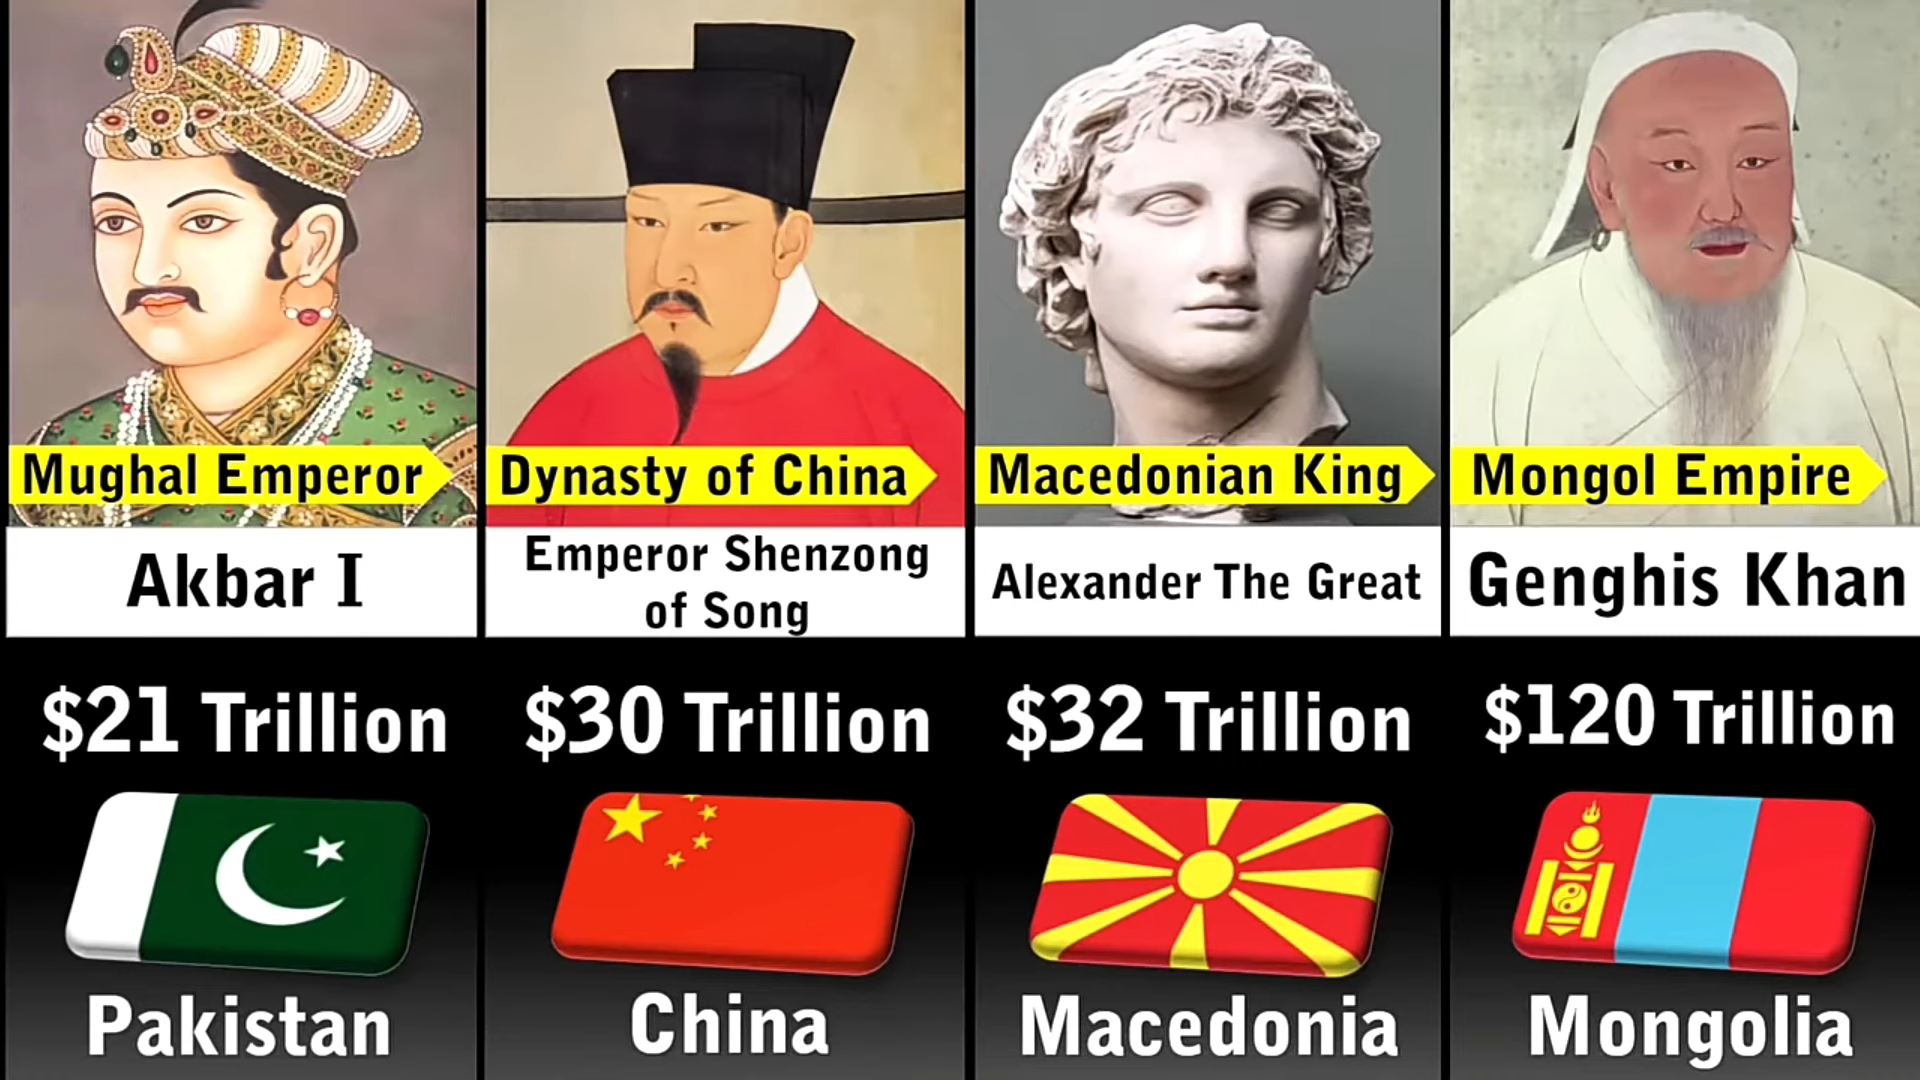 Mughal Emperor
Akbar I
$21 Trillion
Pakistan
Dynasty of China
Emperor Shenzong
of Song
$30 Trillion
China
Macedonian King
Alexander The Great
$32 Trillion
Macedonia
Mongol Empire
Genghis Khan
$120 Trillion
Mongolia